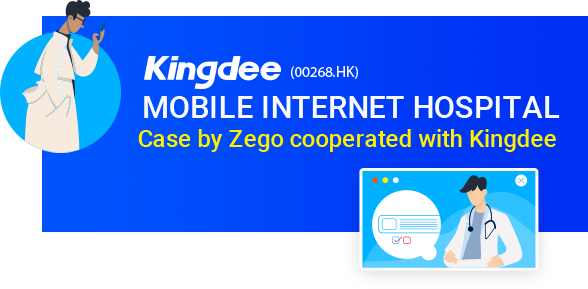 Kingdee (00268.HK)
MOBILE INTERNET HOSPITAL
Case by Zego cooperated with Kingdee